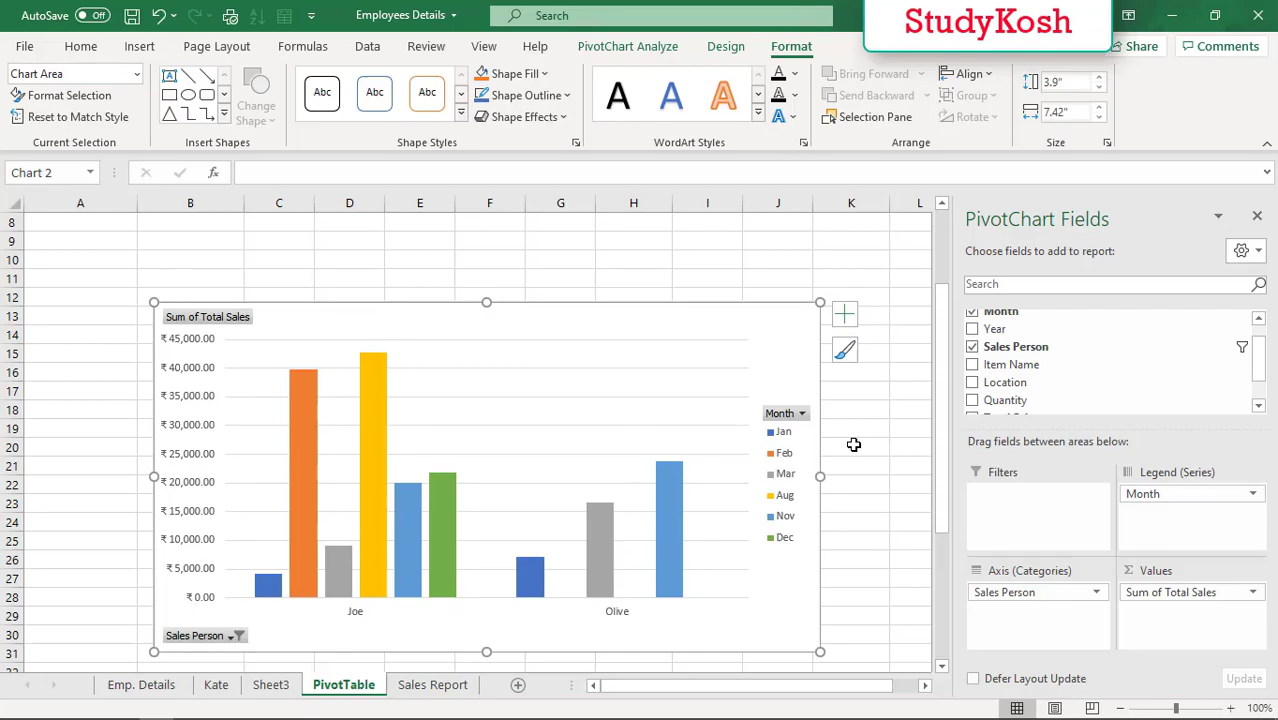 AutoSave Off
Employees Details
Search
StudyKosh
File Home Insert Page Layout Formulas Data Review View Help PivotChart Analyze Design Format
Share
Comments
Chart Area
Format Selection
Reset to Match Style
Current Selection
Change
Shape
Insert Shapes
Abc Abc Abc
Shape Fill
Shape Outline
Shape Effects
Shape Styles
A A A
WordArt Styles
Bring Forward
Send Backward
Selection Pane
Align
Group
Rotate
Arrange
3.9"
7.42"
Size
Chart 2
fx
A B C D E F G H I J K L
8
9
10
11
12
13
14
15
16
17
18
19
20
21
22
23
24
25
26
27
28
29
30
31
Sum of Total Sales
₹ 45,000.00
₹ 40,000.00
₹ 35,000.00
₹ 30,000.00
₹ 25,000.00
₹ 20,000.00
₹ 15,000.00
₹ 10,000.00
₹ 5,000.00
₹ 0.00
Joe
Olive
Sales Person
Month
Jan
Feb
Mar
Aug
Nov
Dec
PivotChart Fields
Choose fields to add to report:
Search
Month
Year
Sales Person
Item Name
Location
Quantity
Drag fields between areas below:
Filters
Legend (Series)
Month
Axis (Categories)
Sales Person
Σ Values
Sum of Total Sales
Defer Layout Update
Update
Emp. Details Kate Sheet3 PivotTable Sales Report
100%